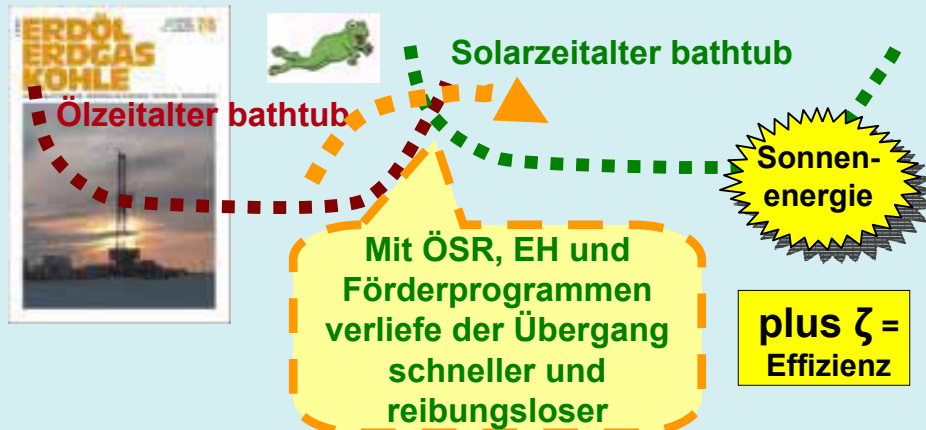 ERDÖL
ERDGAS
KOHLE
Solarzeitalter bathtub
Ölzeitalter bathtub
Sonnen-
energie
Mit ÖSR, EH und
Förderprogrammen
verliefe der Übergang
schneller und
reibungsloser
plus ζ =
Effizienz